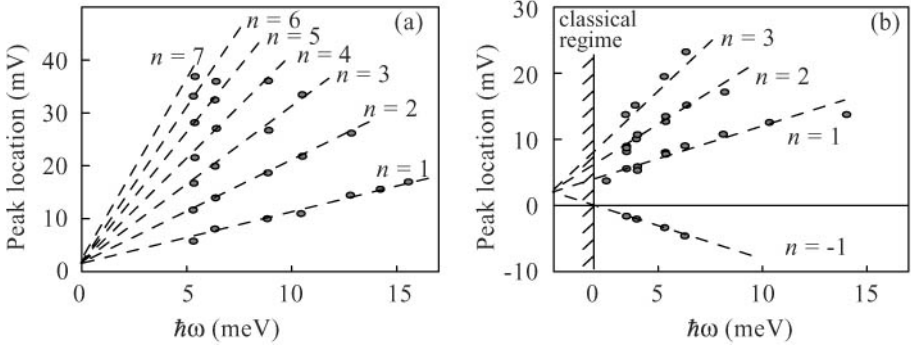 (a)
n = 6
n = 5
n = 7
n = 4
n = 3
n = 2
n = 1
40
30
20
10
0
Peak location (mV)
0
5
10
15
ħω (meV)
(b)
classical
regime
n = 3
n = 2
n = 1
n = -1
30
20
10
0
-10
Peak location (mV)
0
5
10
15
ħω (meV)